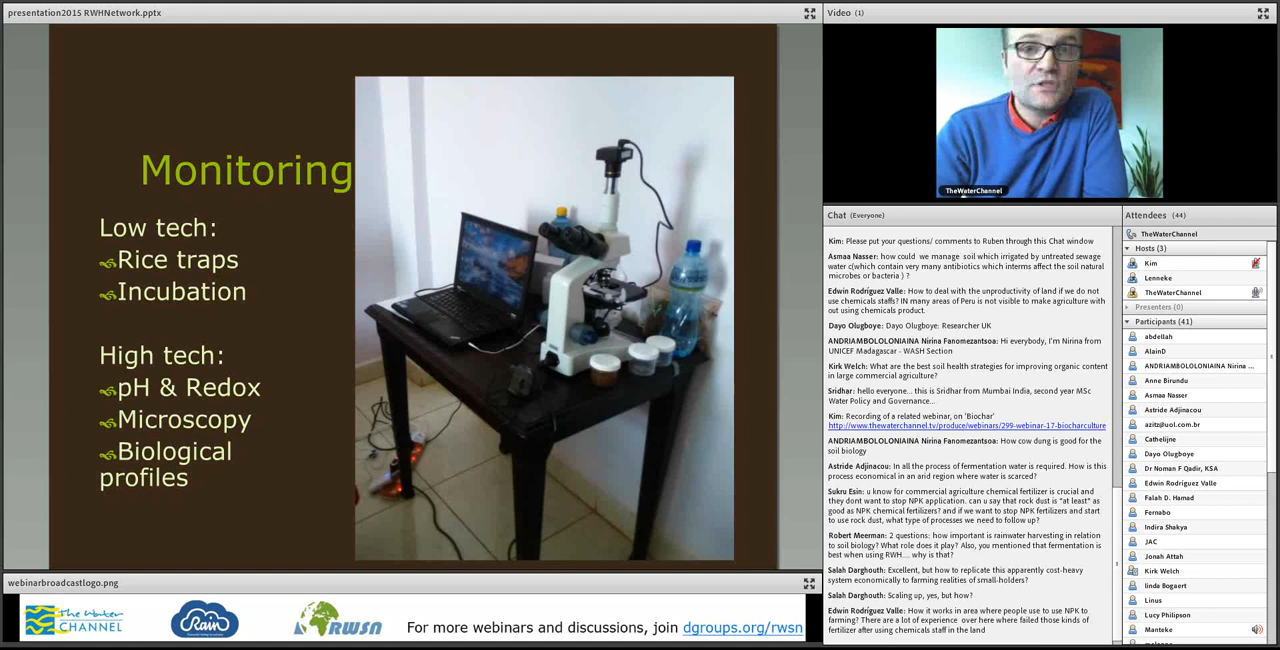 presentation2015 RWHNetwork.pptx
Monitoring
Low tech:
Rice traps
Incubation
High tech:
pH & Redox
Microscopy
Biological
profiles
webinarbroadcastlogo.png
The Water
CHANNEL
Rain
RWSN
For more webinars and discussions, join dgroups.org/rwsn
Video (1)
TheWaterChannel
Chat (Everyone)
Kim: Please put your questions/ comments to Ruben through this Chat window
Asmaa Nasser: how could we manage soil which irrigated by untreated sewage
water c(which contain very many antibiotics which interms affect the soil natural
microbes or bacteria ) ?
Edwin Rodríguez Valle: How to deal with the unproductivity of land if we do not
use chemicals staffs? IN many areas of Peru is not visible to make agriculture with
out using chemicals product.
Dayo Olugboye: Dayo Olugboye: Researcher UK
ANDRIAMBOLOLONIAINA Nirina Fanomezantsoa: Hi everybody, I'm Nirina from
UNICEF Madagascar - WASH Section
Kirk Welch: What are the best soil health strategies for improving organic content
in large commercial agriculture?
Sridhar: hello everyone... this is Sridhar from Mumbai India, second year MSc
Water Policy and Governance...
Kim: Recording of a related webinar, on 'Biochar'
http://www.thewaterchannel.tv/produce/webinars/299-webinar-17-biocharculture
ANDRIAMBOLOLONIAINA Nirina Fanomezantsoa: How cow dung is good for the
soil biology
Astride Adjinacou: In all the process of fermentation water is required. How is this
process economical in an arid region where water is scarced?
Sukru Esin: u know for commercial agriculture chemical fertilizer is crucial and
they dont want to stop NPK application. can u say that rock dust is "at least" as
good as NPK chemical fertilizers? and if we want to stop NPK fertilizers and start
to use rock dust, what type of processes we need to follow up?
Robert Meerman: 2 questions: how important is rainwater harvesting in relation
to soil biology? What role does it play? Also, you mentioned that fermentation is
best when using RWH.... why is that?
Salah Darghouth: Excellent, but how to replicate this apparently cost-heavy
system economically to farming realities of small-holders?
Salah Darghouth: Scaling up, yes, but how?
Edwin Rodríguez Valle: How it works in area where people use to use NPK to
farming? There are a lot of experience over here where failed those kinds of
fertilizer after using chemicals staff in the land
Attendees (44)
TheWaterChannel
Hosts (3)
Kim
Lenneke
TheWaterChannel
Presenters (0)
Participants (41)
abdellah
AlainD
ANDRIAMBOLOLONIAINA Nirina ...
Anne Birundu
Asmaa Nasser
Astride Adjinacou
azitz@uol.com.br
Cathelijne
Dayo Olugboye
Dr Noman F Qadir, KSA
Edwin Rodríguez Valle
Falah D. Hamad
Fernabo
Indira Shakya
JAC
Jonah Attah
Kirk Welch
linda Bogaert
Linus
Lucy Philipson
Manteke